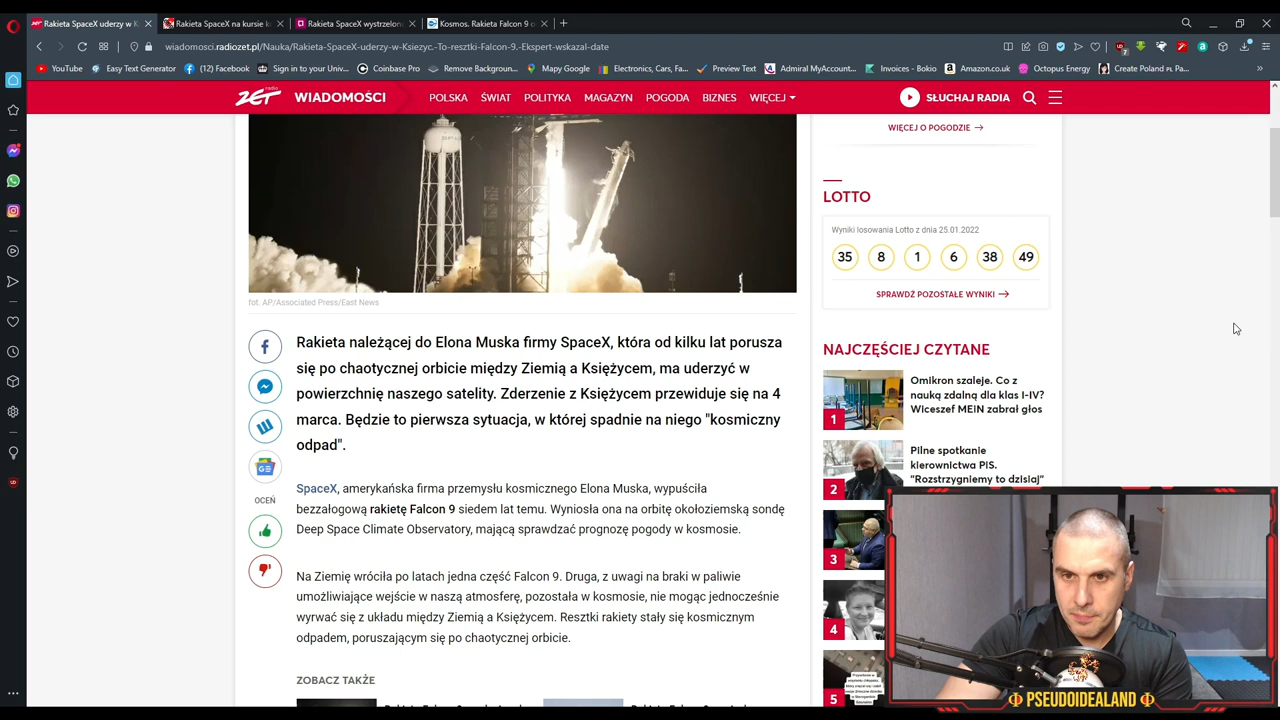 Rakieta SpaceX uderzy w K
Rakieta SpaceX na kursie k
Rakieta SpaceX wystrzelon
Kosmos. Rakieta Falcon 9 o
wiadomosci.radiozet.pl/Nauka/Rakieta-SpaceX-uderzy-w-Ksiezyc.-To-resztki-Falcon-9.-Ekspert-wskazal-date
YouTube
Easy Text Generator
(12) Facebook
Sign in to your Univ...
Coinbase Pro
Remove Backgroun...
Mapy Google
Electronics, Cars, Fa...
Preview Text
Admiral MyAccount...
Invoices - Bokio
Amazon.co.uk
Octopus Energy
Create Poland pL Pa...
radio ZET WIADOMOŚCI
POLSKA ŚWIAT POLITYKA MAGAZYN POGODA BIZNES WIĘCEJ
SŁUCHAJ RADIA
fot. AP/Associated Press/East News
Rakieta należącej do Elona Muska firmy SpaceX, która od kilku lat porusza
się po chaotycznej orbicie między Ziemią a Księżycem, ma uderzyć w
powierzchnię naszego satelity. Zderzenie z Księżycem przewiduje się na 4
marca. Będzie to pierwsza sytuacja, w której spadnie na niego "kosmiczny
odpad".
OCEŃ
SpaceX, amerykańska firma przemysłu kosmicznego Elona Muska, wypuściła
bezzałogową rakietę Falcon 9 siedem lat temu. Wyniosła ona na orbitę okołoziemską sondę
Deep Space Climate Observatory, mającą sprawdzać prognozę pogody w kosmosie.
Na Ziemię wróciła po latach jedna część Falcon 9. Druga, z uwagi na braki w paliwie
umożliwiające wejście w naszą atmosferę, pozostała w kosmosie, nie mogąc jednocześnie
wyrwać się z układu między Ziemią a Księżycem. Resztki rakiety stały się kosmicznym
odpadem, poruszającym się po chaotycznej orbicie.
ZOBACZ TAKŻE
WIĘCEJ O POGODZIE
LOTTO
Wyniki losowania Lotto z dnia 25.01.2022
35 8 1 6 38 49
SPRAWDŹ POZOSTAŁE WYNIKI
NAJCZĘŚCIEJ CZYTANE
1
Omikron szaleje. Co z
nauką zdalną dla klas I-IV?
Wiceszef MEiN zabrał głos
2
Pilne spotkanie
kierownictwa PiS.
"Rozstrzygniemy to dzisiaj"
3
4
5
Φ PSEUDOIDEALAND Φ